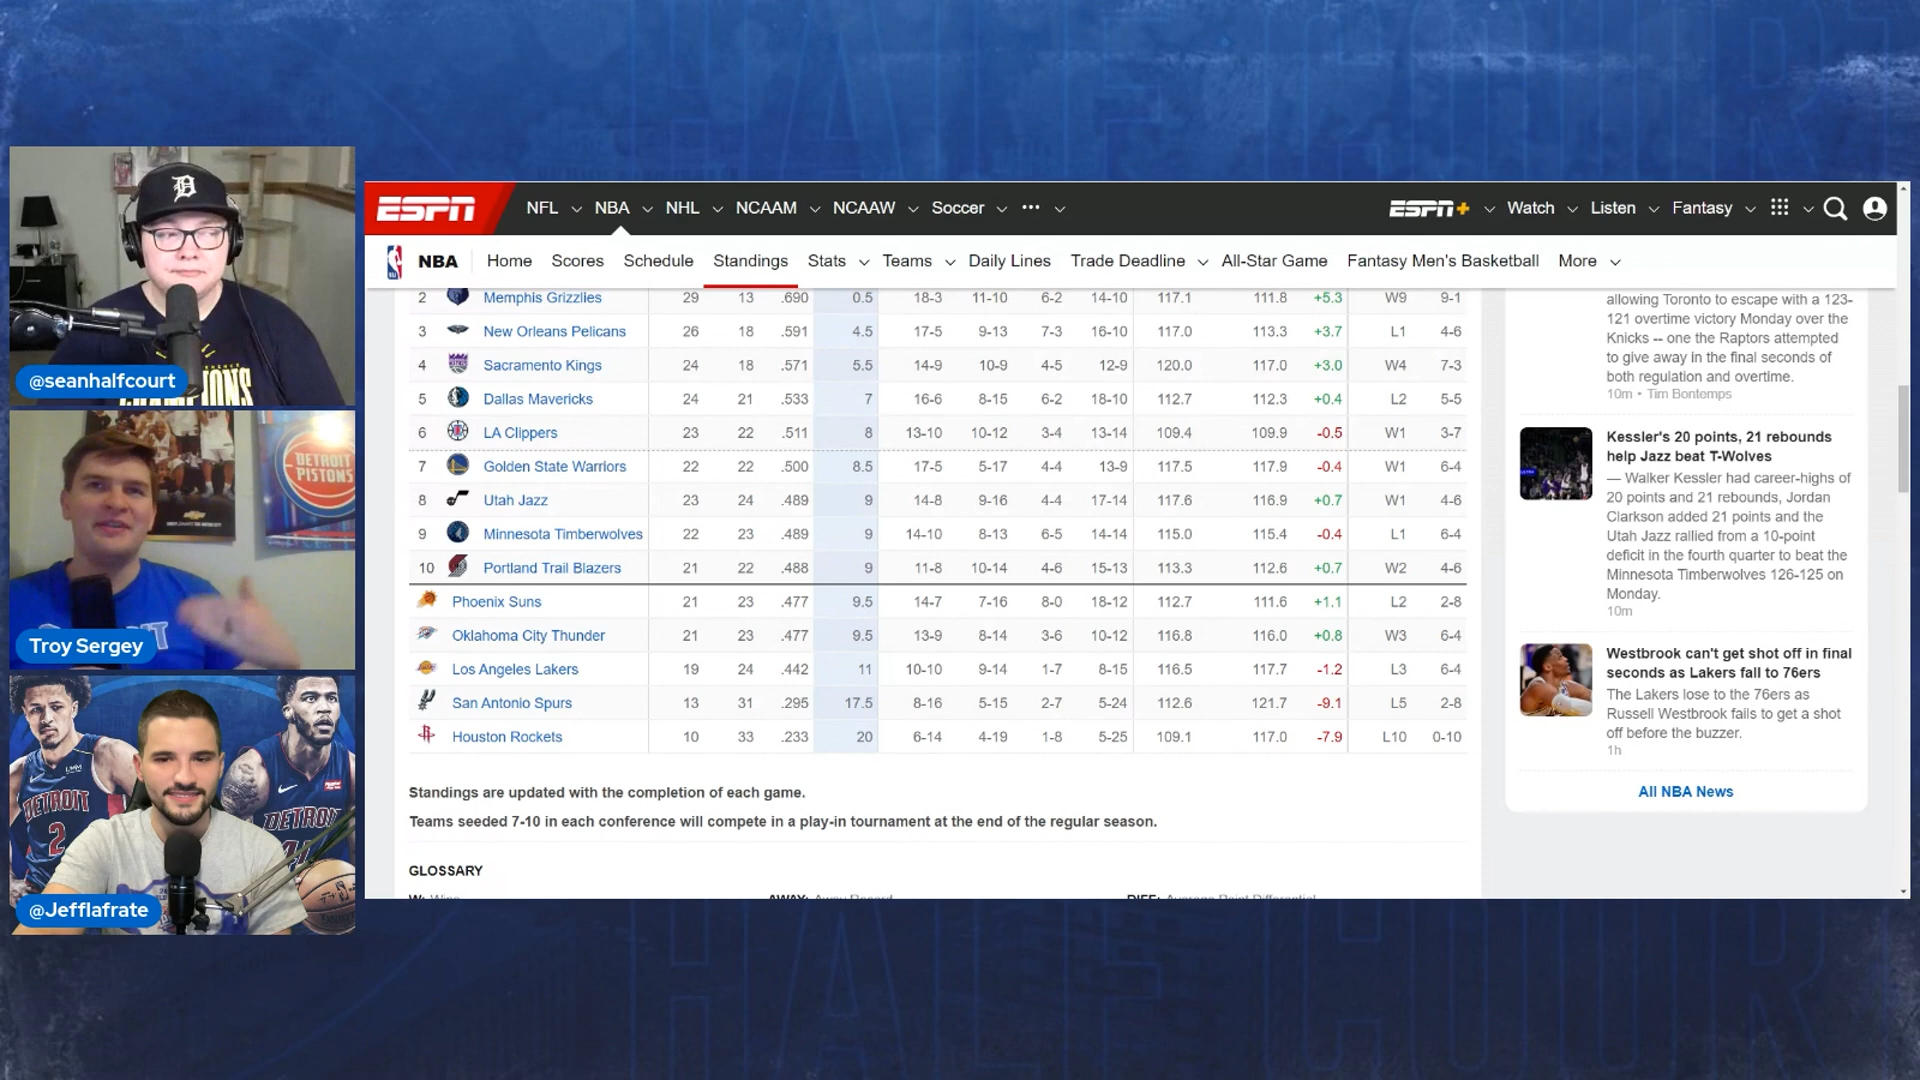 HALF COURT
ESPN NFL NBA NHL NCAAM NCAAW Soccer ••• ESPN+ Watch Listen Fantasy
NBA Home Scores Schedule Standings Stats Teams Daily Lines Trade Deadline All-Star Game Fantasy Men's Basketball More
2 Memphis Grizzlies 29 13 .690 0.5 18-3 11-10 6-2 14-10 117.1 111.8 +5.3 W9 9-1
3 New Orleans Pelicans 26 18 .591 4.5 17-5 9-13 7-3 16-10 117.0 113.3 +3.7 L1 4-6
4 Sacramento Kings 24 18 .571 5.5 14-9 10-9 4-5 12-9 120.0 117.0 +3.0 W4 7-3
5 Dallas Mavericks 24 21 .533 7 16-6 8-15 6-2 18-10 112.7 112.3 +0.4 L2 5-5
6 LA Clippers 23 22 .511 8 13-10 10-12 3-4 13-14 109.4 109.9 -0.5 W1 3-7
7 Golden State Warriors 22 22 .500 8.5 17-5 5-17 4-4 13-9 117.5 117.9 -0.4 W1 6-4
8 Utah Jazz 23 24 .489 9 14-8 9-16 4-4 17-14 117.6 116.9 +0.7 W1 4-6
9 Minnesota Timberwolves 22 23 .489 9 14-10 8-13 6-5 14-14 115.0 115.4 -0.4 L1 6-4
10 Portland Trail Blazers 21 22 .488 9 11-8 10-14 4-6 15-13 113.3 112.6 +0.7 W2 4-6
Phoenix Suns 21 23 .477 9.5 14-7 7-16 8-0 18-12 112.7 111.6 +1.1 L2 2-8
Oklahoma City Thunder 21 23 .477 9.5 13-9 8-14 3-6 10-12 116.8 116.0 +0.8 W3 6-4
Los Angeles Lakers 19 24 .442 11 10-10 9-14 1-7 8-15 116.5 117.7 -1.2 L3 6-4
San Antonio Spurs 13 31 .295 17.5 8-16 5-15 2-7 5-24 112.6 121.7 -9.1 L5 2-8
Houston Rockets 10 33 .233 20 6-14 4-19 1-8 5-25 109.1 117.0 -7.9 L10 0-10
Standings are updated with the completion of each game.
Teams seeded 7-10 in each conference will compete in a play-in tournament at the end of the regular season.
GLOSSARY
W: Wins AWAY: Away Record DIFF: Average Point Differential
allowing Toronto to escape with a 123-
121 overtime victory Monday over the
Knicks -- one the Raptors attempted
to give away in the final seconds of
both regulation and overtime.
10m • Tim Bontemps
Kessler's 20 points, 21 rebounds
help Jazz beat T-Wolves
— Walker Kessler had career-highs of
20 points and 21 rebounds, Jordan
Clarkson added 21 points and the
Utah Jazz rallied from a 10-point
deficit in the fourth quarter to beat the
Minnesota Timberwolves 126-125 on
Monday.
10m
Westbrook can't get shot off in final
seconds as Lakers fall to 76ers
The Lakers lose to the 76ers as
Russell Westbrook fails to get a shot
off before the buzzer.
1h
All NBA News
D
@seanhalfcourt
DETROIT
PISTONS
Troy Sergey
DETROIT
2
DETROIT
@Jefflafrate
HALF COURT